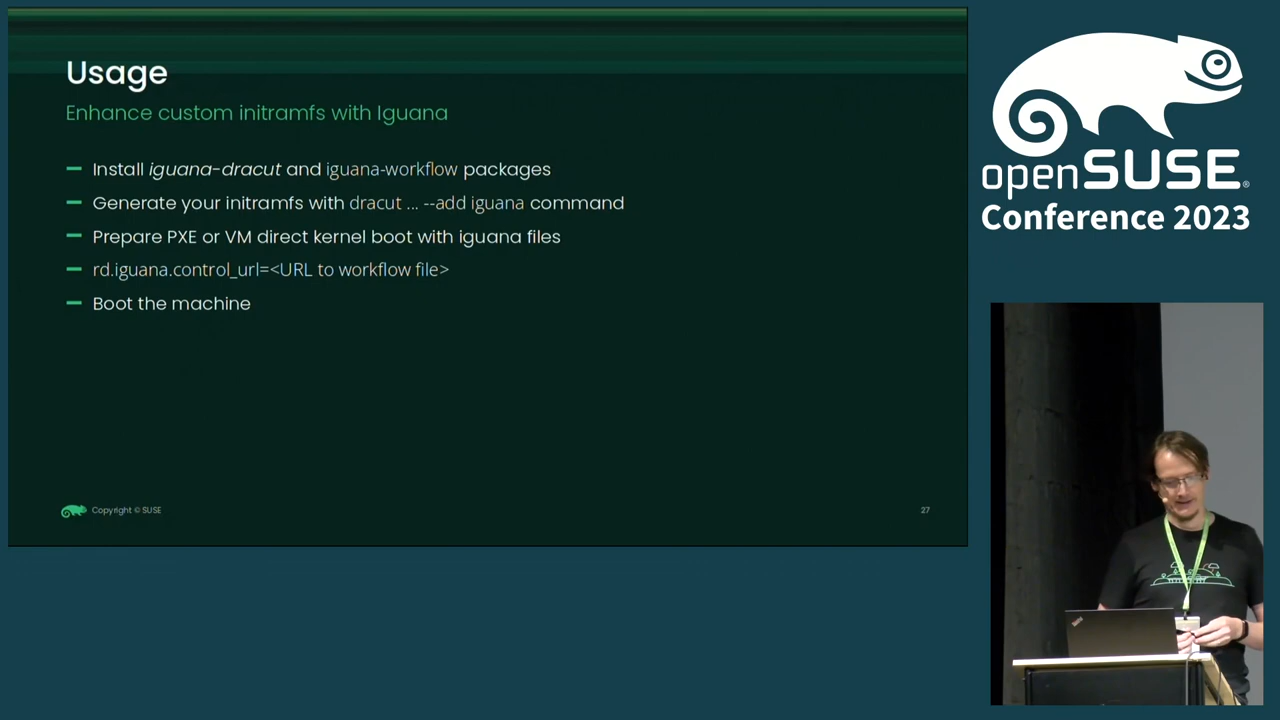 Usage
Enhance custom initramfs with Iguana
Install iguana-dracut and iguana-workflow packages
Generate your initramfs with dracut ... --add iguana command
Prepare PXE or VM direct kernel boot with iguana files
rd.iguana.control_url=<URL to workflow file>
Boot the machine
Copyright © SUSE
27
openSUSE®
Conference 2023